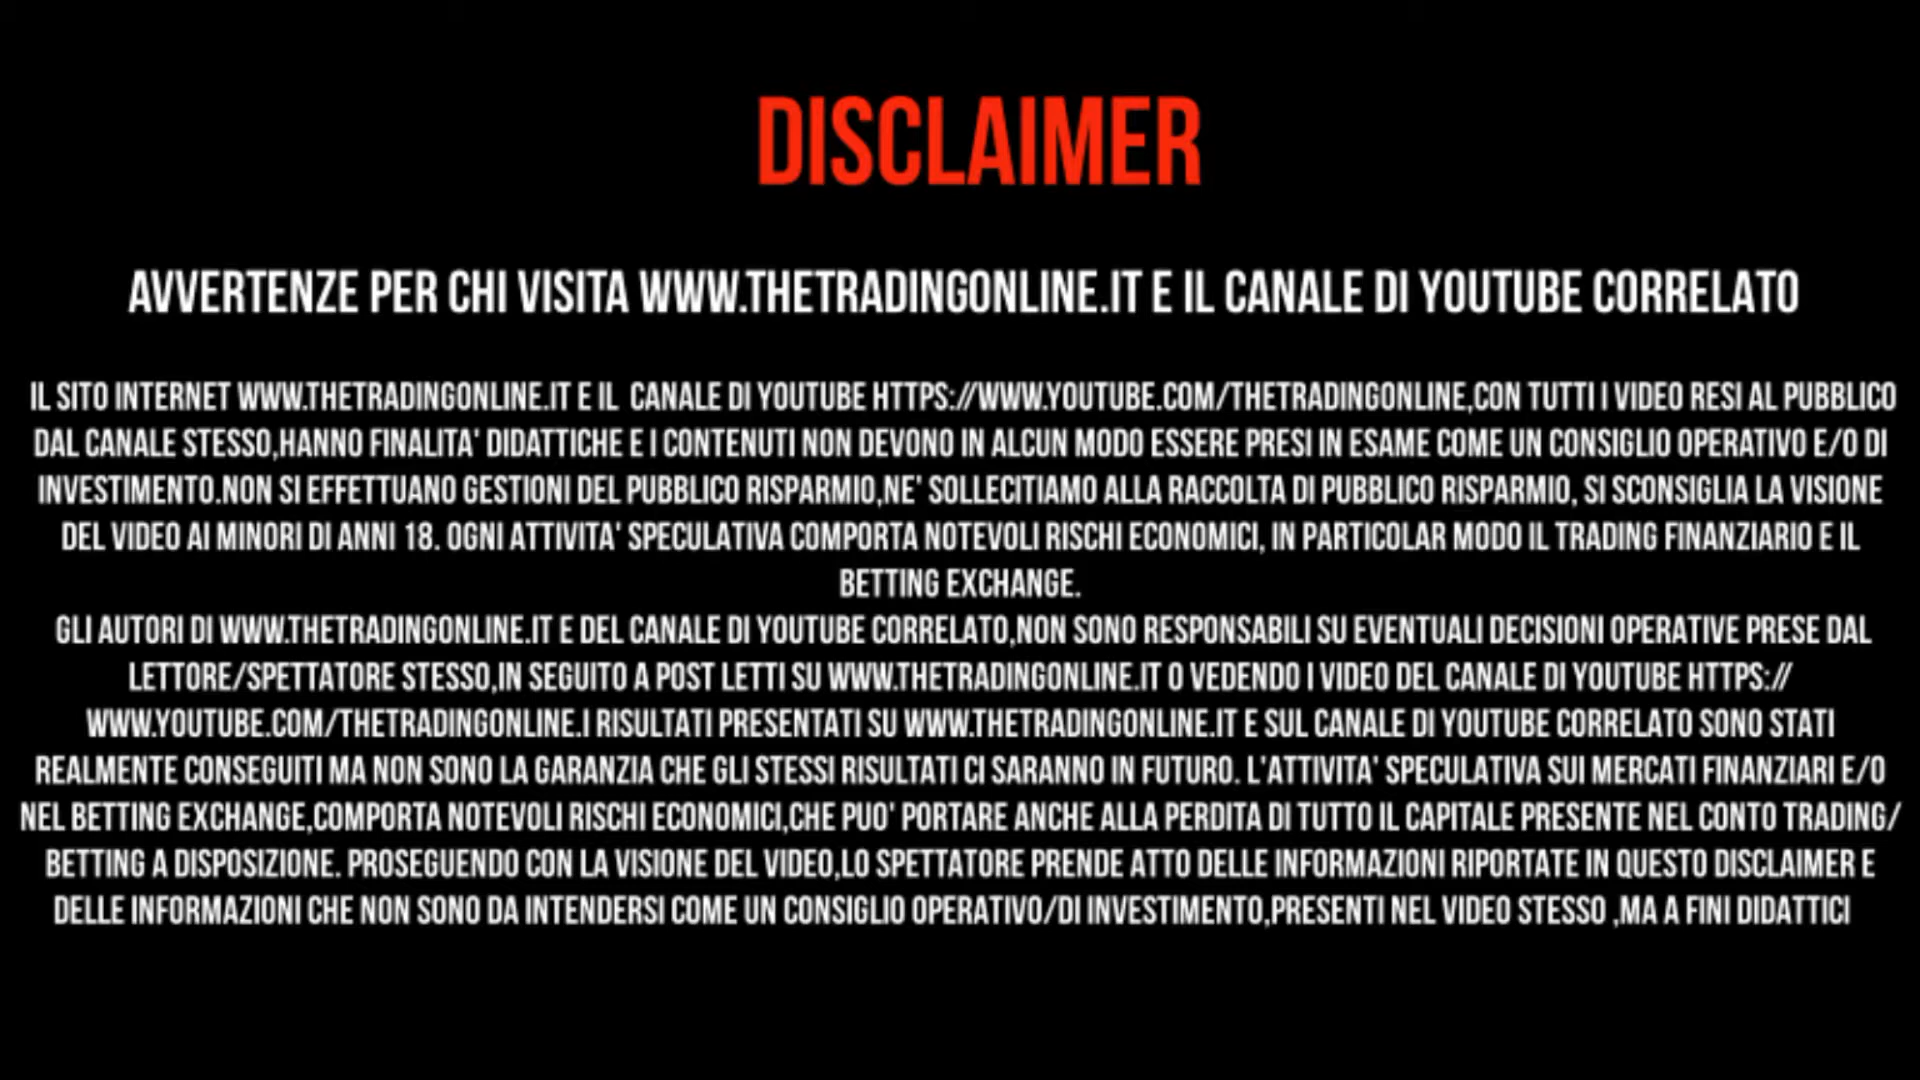 DISCLAIMER
AVVERTENZE PER CHI VISITA WWW.THETRADINGONLINE.IT E IL CANALE DI YOUTUBE CORRELATO
IL SITO INTERNET WWW.THETRADINGONLINE.IT E IL CANALE DI YOUTUBE HTTPS://WWW.YOUTUBE.COM/THETRADINGONLINE,CON TUTTI I VIDEO RESI AL PUBBLICO
DAL CANALE STESSO,HANNO FINALITA' DIDATTICHE E I CONTENUTI NON DEVONO IN ALCUN MODO ESSERE PRESI IN ESAME COME UN CONSIGLIO OPERATIVO E/O DI
INVESTIMENTO.NON SI EFFETTUANO GESTIONI DEL PUBBLICO RISPARMIO,NE' SOLLECITIAMO ALLA RACCOLTA DI PUBBLICO RISPARMIO, SI SCONSIGLIA LA VISIONE
DEL VIDEO AI MINORI DI ANNI 18. OGNI ATTIVITA' SPECULATIVA COMPORTA NOTEVOLI RISCHI ECONOMICI, IN PARTICOLAR MODO IL TRADING FINANZIARIO E IL
BETTING EXCHANGE.
GLI AUTORI DI WWW.THETRADINGONLINE.IT E DEL CANALE DI YOUTUBE CORRELATO,NON SONO RESPONSABILI SU EVENTUALI DECISIONI OPERATIVE PRESE DAL
LETTORE/SPETTATORE STESSO,IN SEGUITO A POST LETTI SU WWW.THETRADINGONLINE.IT O VEDENDO I VIDEO DEL CANALE DI YOUTUBE HTTPS://
WWW.YOUTUBE.COM/THETRADINGONLINE.I RISULTATI PRESENTATI SU WWW.THETRADINGONLINE.IT E SUL CANALE DI YOUTUBE CORRELATO SONO STATI
REALMENTE CONSEGUITI MA NON SONO LA GARANZIA CHE GLI STESSI RISULTATI CI SARANNO IN FUTURO. L'ATTIVITA' SPECULATIVA SUI MERCATI FINANZIARI E/O
NEL BETTING EXCHANGE,COMPORTA NOTEVOLI RISCHI ECONOMICI,CHE PUO' PORTARE ANCHE ALLA PERDITA DI TUTTO IL CAPITALE PRESENTE NEL CONTO TRADING/
BETTING A DISPOSIZIONE. PROSEGUENDO CON LA VISIONE DEL VIDEO,LO SPETTATORE PRENDE ATTO DELLE INFORMAZIONI RIPORTATE IN QUESTO DISCLAIMER E
DELLE INFORMAZIONI CHE NON SONO DA INTENDERSI COME UN CONSIGLIO OPERATIVO/DI INVESTIMENTO,PRESENTI NEL VIDEO STESSO ,MA A FINI DIDATTICI